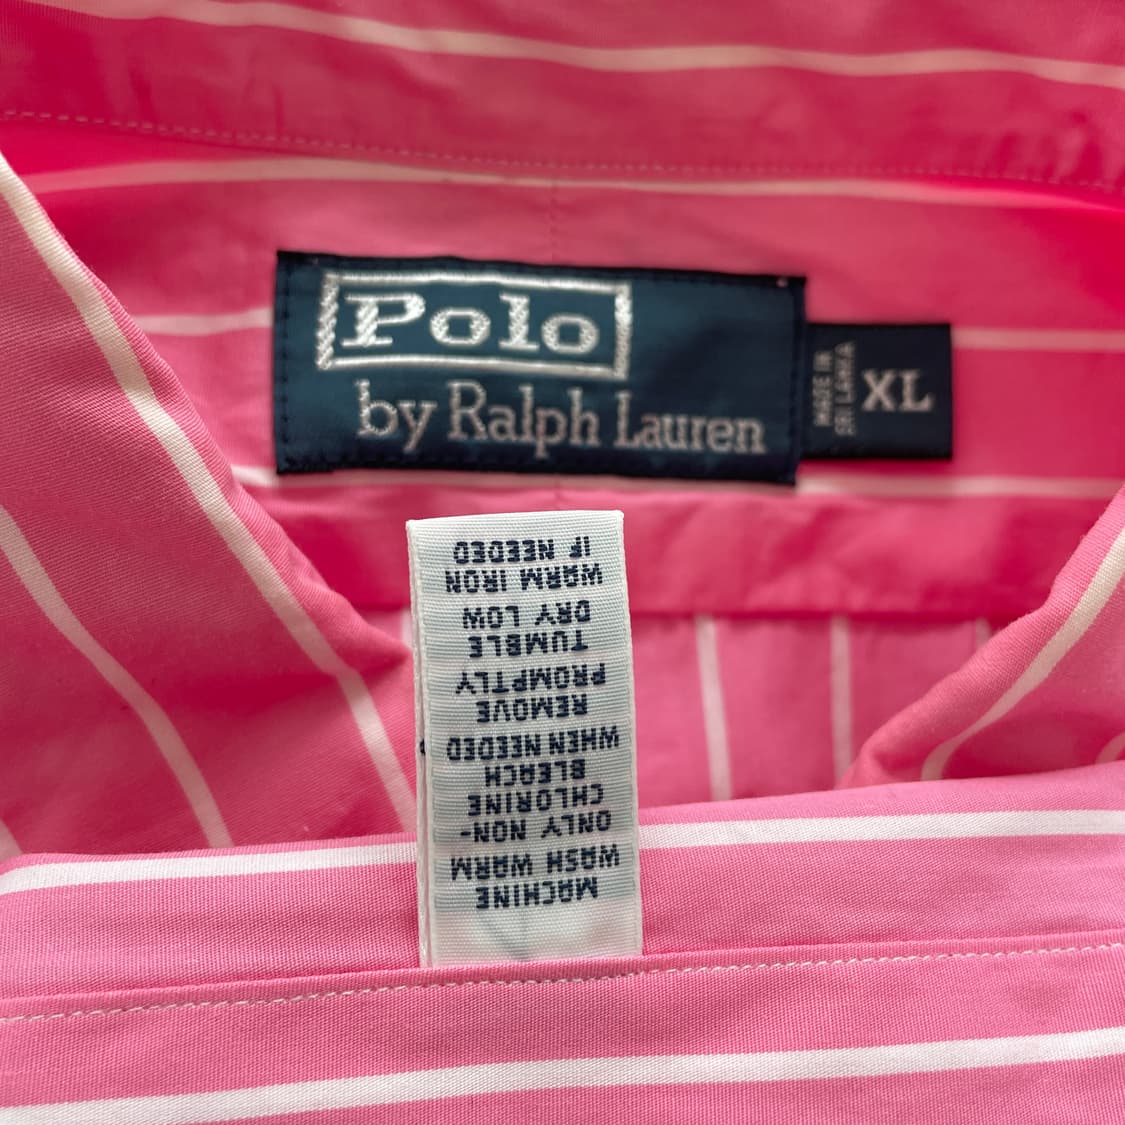 Polo
by Ralph Lauren
MADE IN
SRI LANKA
XL
MACHINE
WASH WARM
ONLY NON-
CHLORINE
BLEACH
WHEN NEEDED
REMOVE
PROMPTLY
TUMBLE
DRY LOW
WARM IRON
IF NEEDED